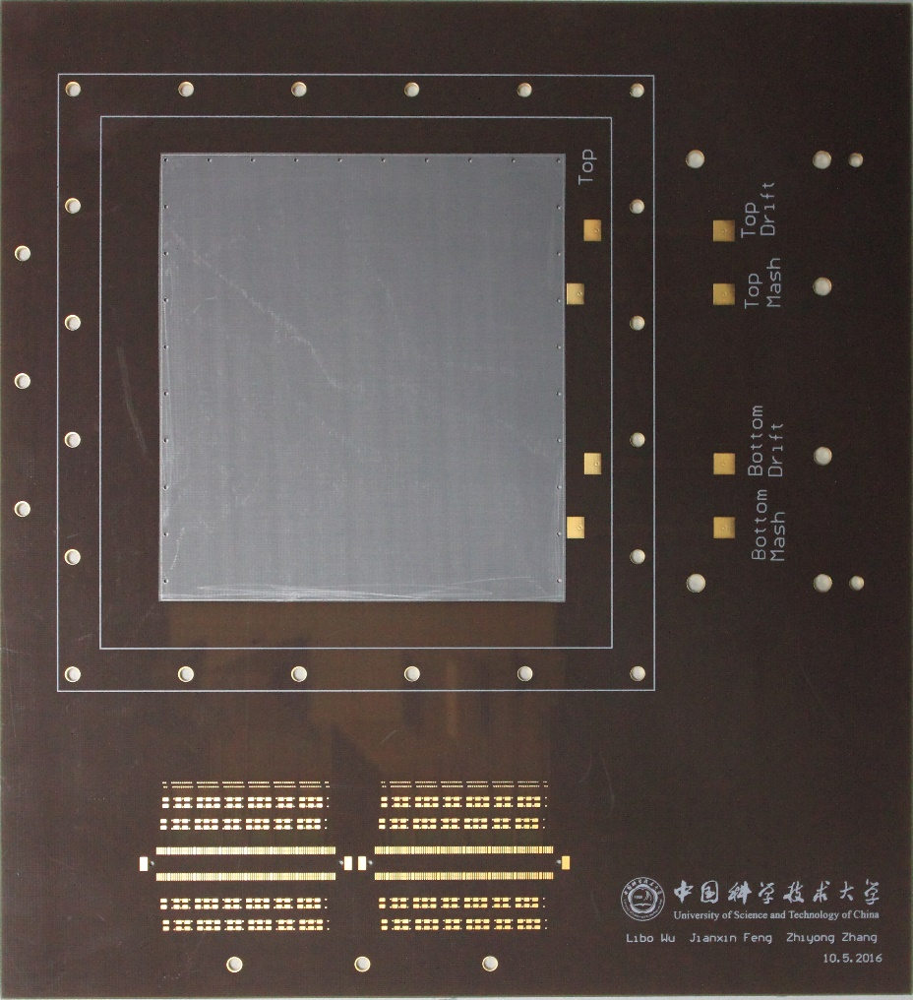 Top
Top
Drift
Top
Mash
Bottom
Drift
Bottom
Mash
中国科学技术大学
University of Science and Technology of China
Libo Wu Jianxin Feng Zhiyong Zhang
10.5.2016